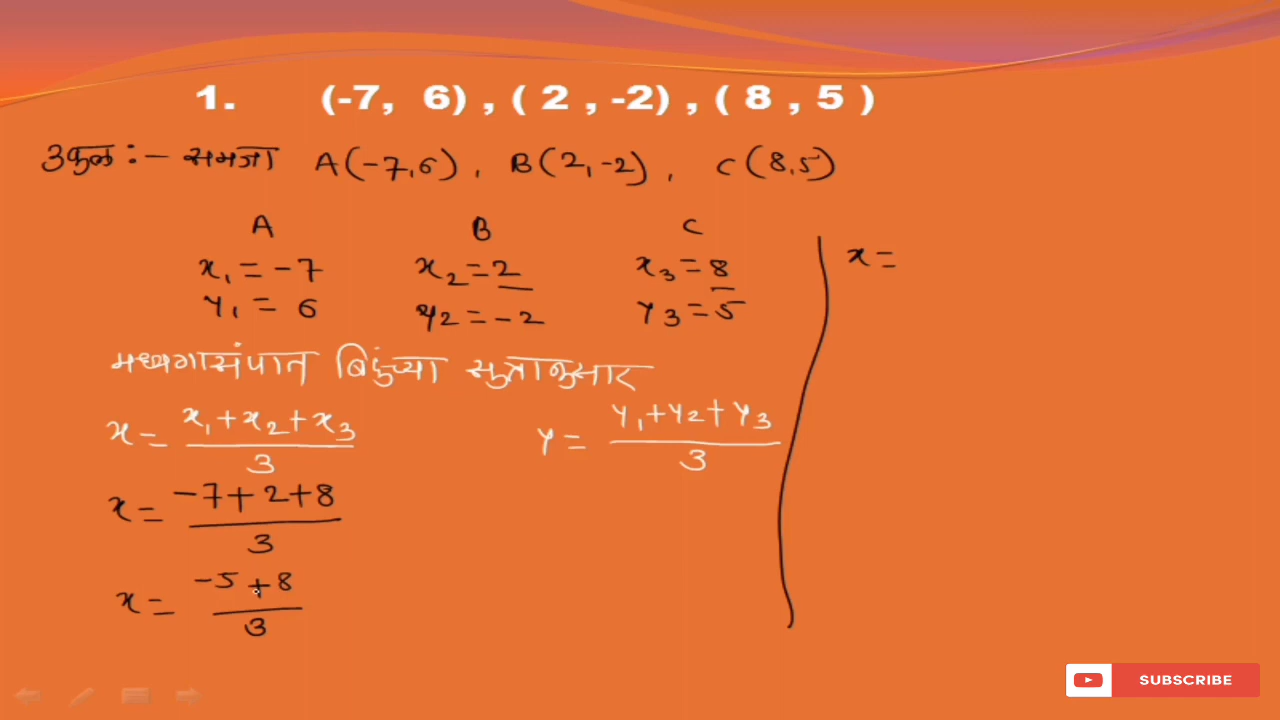 1. (-7, 6) , ( 2 , -2) , ( 8 , 5 )
उकल :- समजा A(-7,6), B(2,-2), C(8,5)
A B C
x₁ = -7 x₂ = 2 x₃ = 8
y₁ = 6 y₂ = -2 y₃ = 5
मध्यगासंपात बिंदुंच्या सुत्रानुसार
x = (x₁+x₂+x₃)/3 y = (y₁+y₂+y₃)/3
x = (-7+2+8)/3
x = (-5+8)/3
x =
SUBSCRIBE